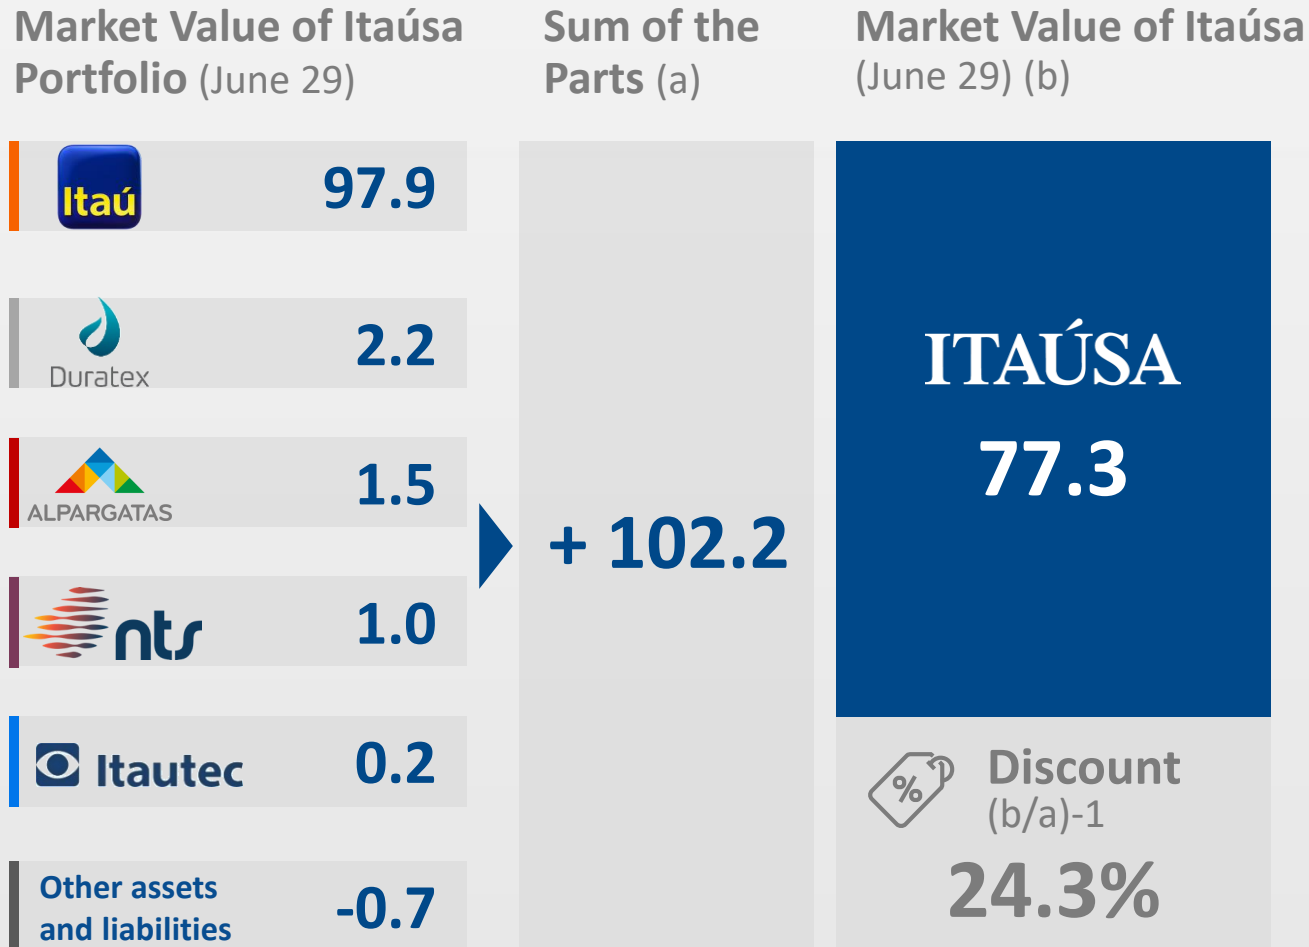 Market Value of Itaúsa
Portfolio (June 29)
Sum of the
Parts (a)
Market Value of Itaúsa
(June 29) (b)
Itaú
97.9
Duratex
2.2
ALPARGATAS
1.5
nts
1.0
Itautec
0.2
Other assets
and liabilities
-0.7
+ 102.2
ITAÚSA
77.3
%
Discount
(b/a)-1
24.3%